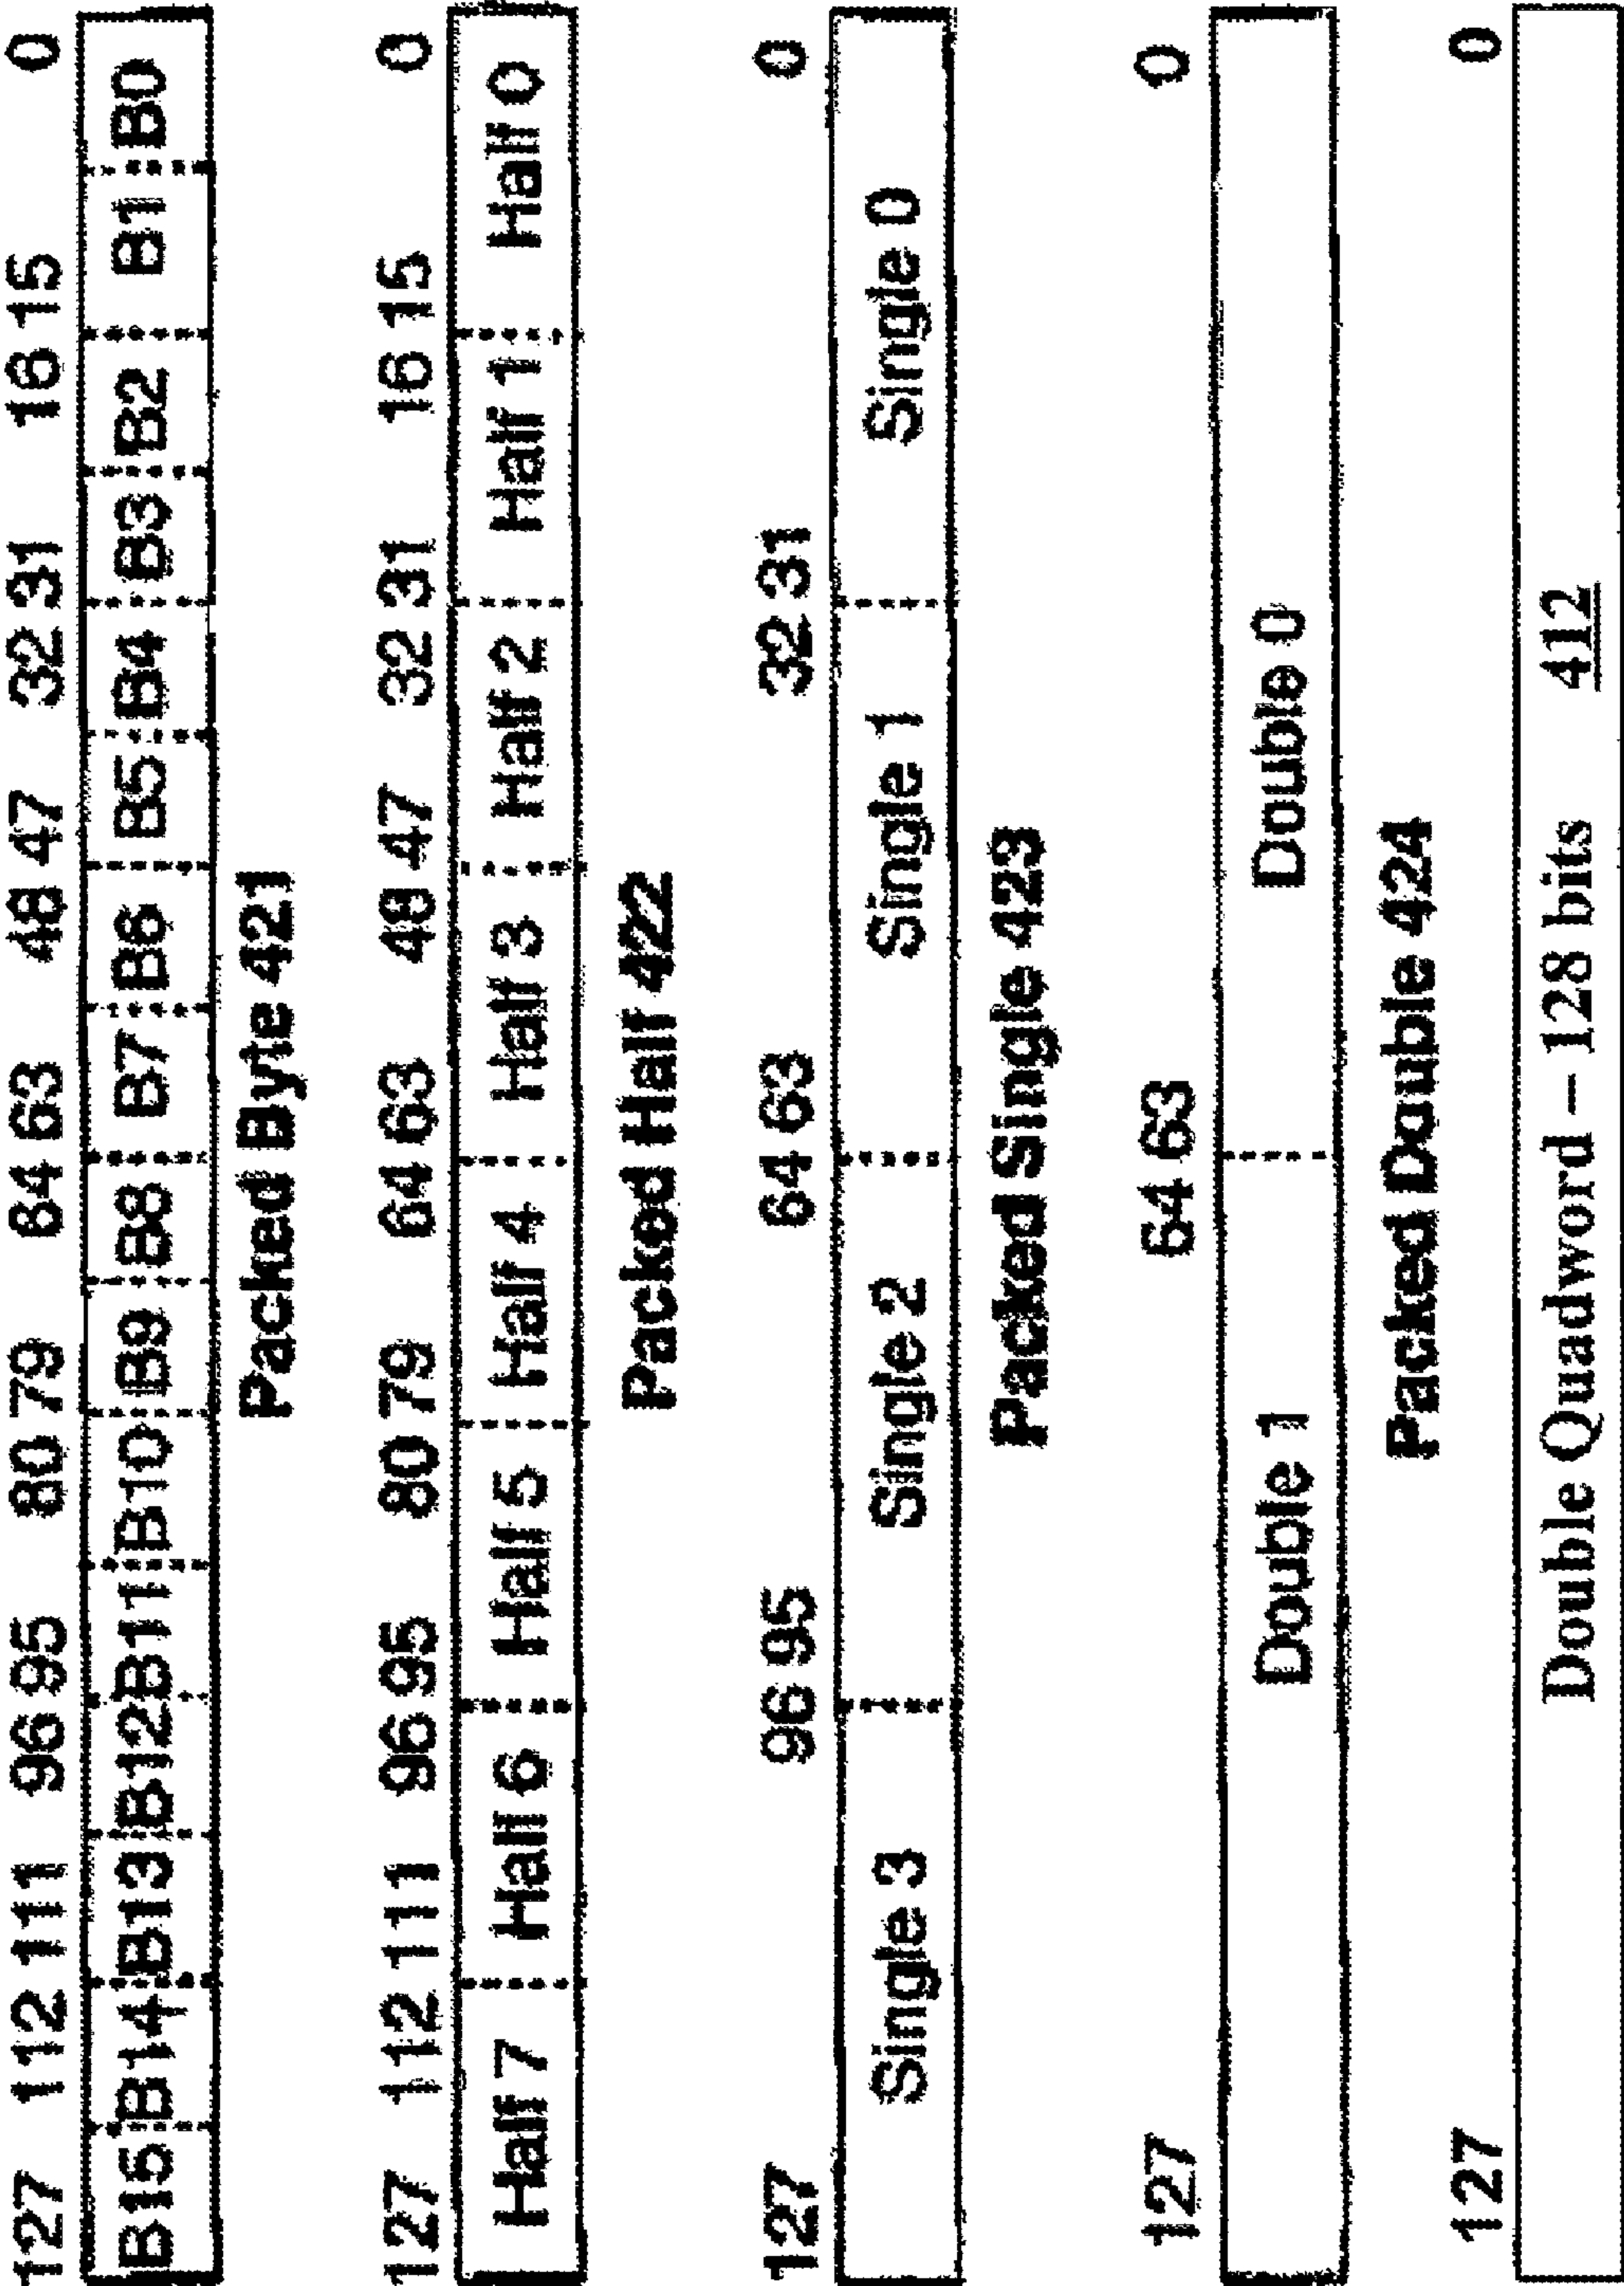 127 112 111 96 95 80 79 64 63 48 47 32 31 16 15 0
B15 B14 B13 B12 B11 B10 B9 B8 B7 B6 B5 B4 B3 B2 B1 B0
Packed Byte 421
127 112 111 96 95 80 79 64 63 48 47 32 31 16 15 0
Half 7 Half 6 Half 5 Half 4 Half 3 Half 2 Half 1 Half 0
Packed Half 422
127 96 95 64 63 32 31 0
Single 3 Single 2 Single 1 Single 0
Packed Single 423
127 64 63 0
Double 1 Double 0
Packed Double 424
127 0
Double Quadword – 128 bits 412